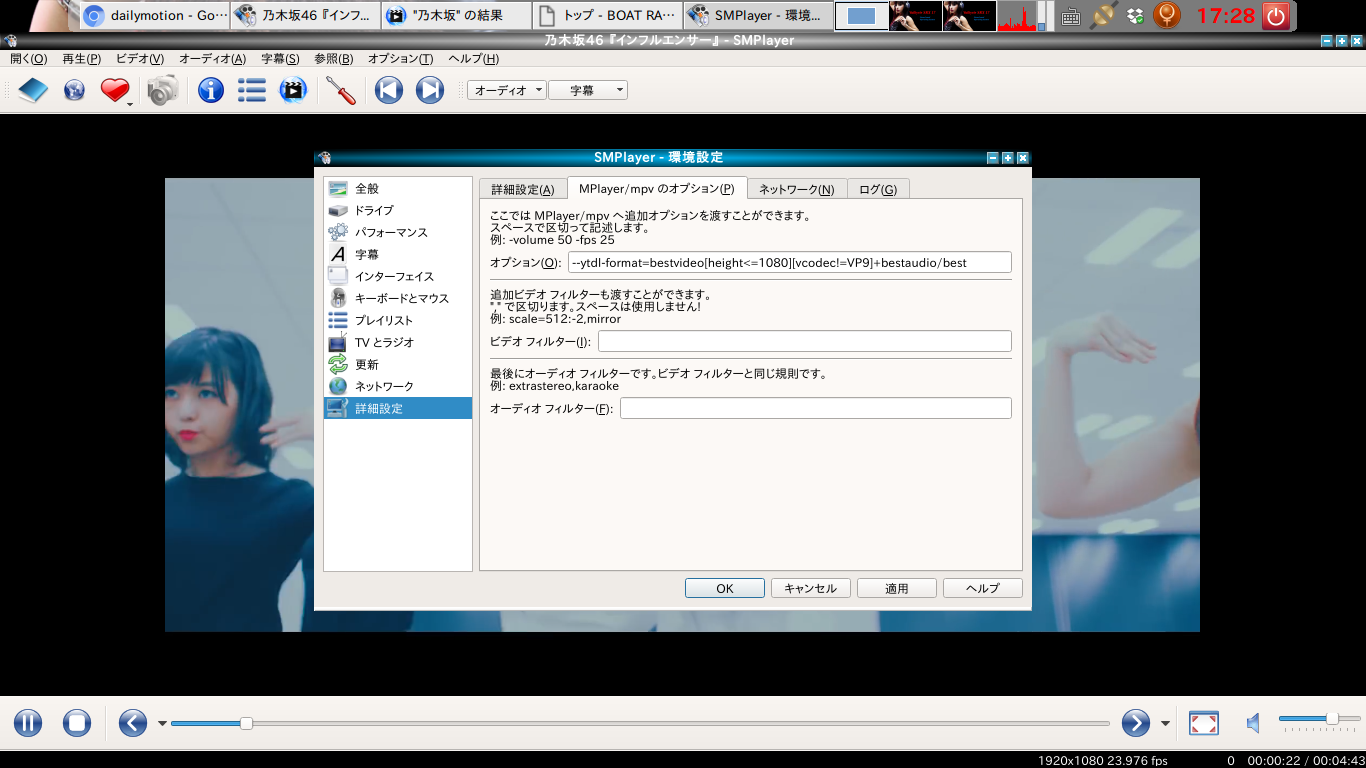 dailymotion - Go…
乃木坂46『インフ…
"乃木坂" の結果
トップ - BOAT RA…
SMPlayer - 環境…
17:28
乃木坂46『インフルエンサー』 - SMPlayer
開く(O) 再生(P) ビデオ(V) オーディオ(A) 字幕(S) 参照(B) オプション(T) ヘルプ(H)
オーディオ 字幕
SMPlayer - 環境設定
全般
ドライブ
パフォーマンス
字幕
インターフェイス
キーボードとマウス
プレイリスト
TV とラジオ
更新
ネットワーク
詳細設定
詳細設定(A) MPlayer/mpv のオプション(P) ネットワーク(N) ログ(G)
ここでは MPlayer/mpv へ追加オプションを渡すことができます。
スペースで区切って記述します。
例: -volume 50 -fps 25
オプション(O): --ytdl-format=bestvideo[height<=1080][vcodec!=VP9]+bestaudio/best
追加ビデオ フィルターも渡すことができます。
"," で区切ります。スペースは使用しません!
例: scale=512:-2,mirror
ビデオ フィルター(I):
最後にオーディオ フィルターです。ビデオ フィルターと同じ規則です。
例: extrastereo,karaoke
オーディオ フィルター(F):
OK キャンセル 適用 ヘルプ
1920x1080 23.976 fps 0 00:00:22 / 00:04:43